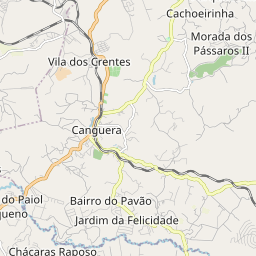 Cachoeirinha
Morada dos
Pássaros II
Vila dos Crentes
Canguera
do Paiol
queno
Bairro do Pavão
Jardim da Felicidade
Chácaras Raposo